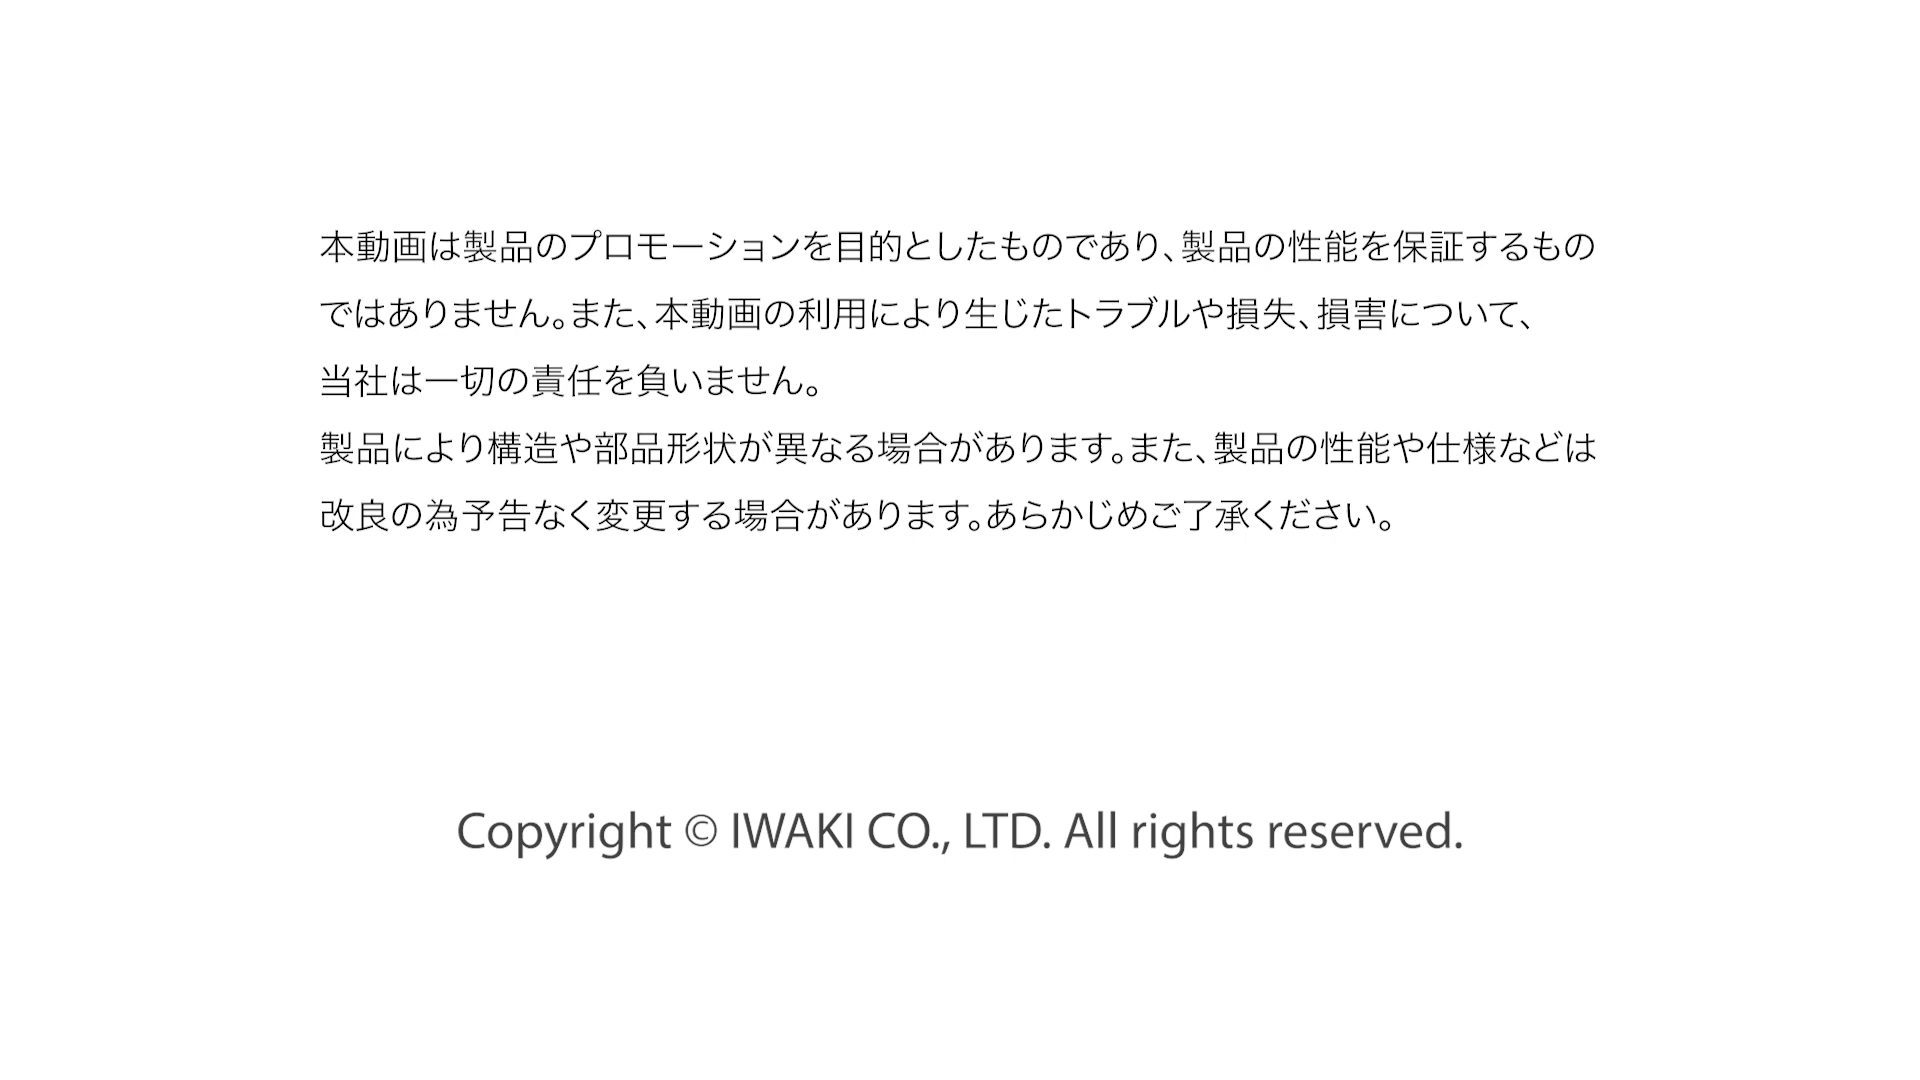 本動画は製品のプロモーションを目的としたものであり、製品の性能を保証するもの
ではありません。また、本動画の利用により生じたトラブルや損失、損害について、
当社は一切の責任を負いません。
製品により構造や部品形状が異なる場合があります。また、製品の性能や仕様などは
改良の為予告なく変更する場合があります。あらかじめご了承ください。
Copyright © IWAKI CO., LTD. All rights reserved.